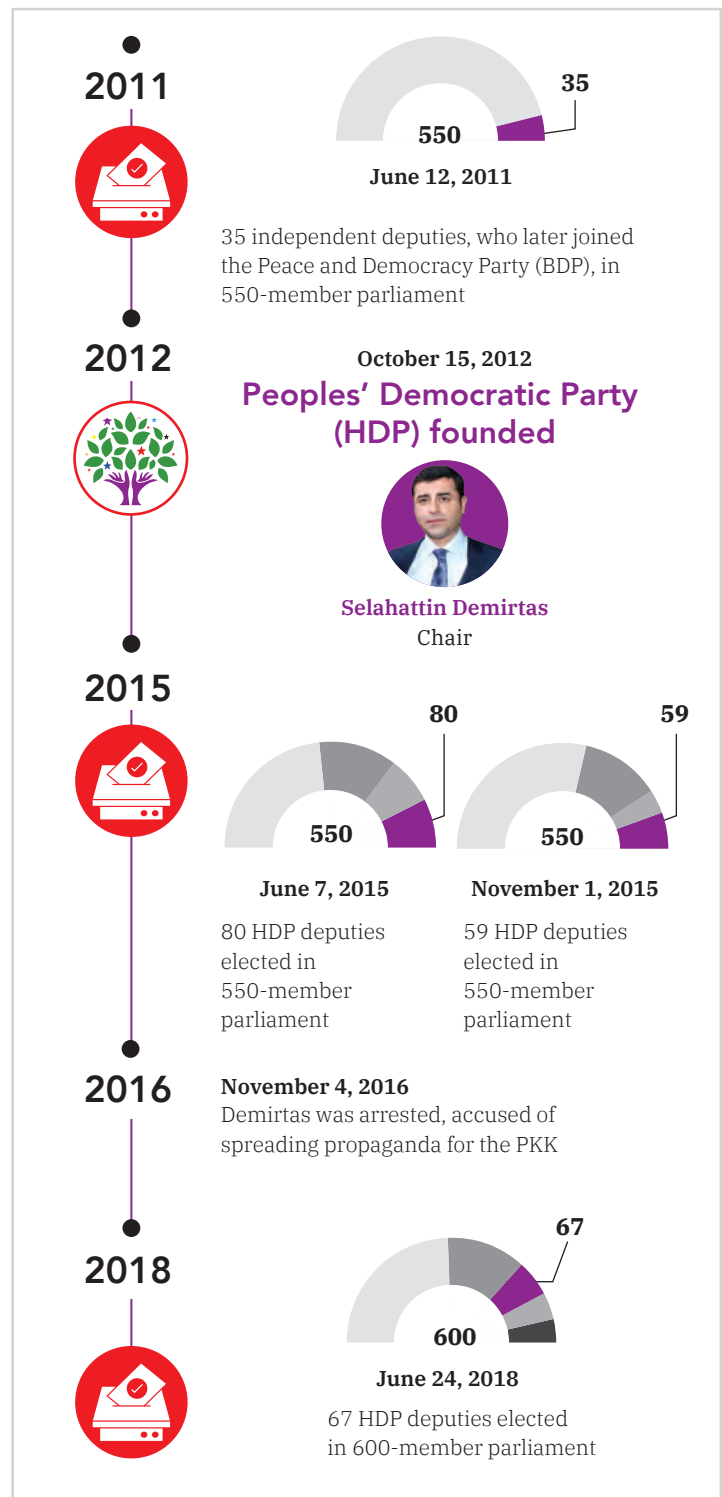 2011
35
550
June 12, 2011
35 independent deputies, who later joined
the Peace and Democracy Party (BDP), in
550-member parliament
2012
October 15, 2012
Peoples’ Democratic Party
(HDP) founded
Selahattin Demirtas
Chair
2015
80
550
June 7, 2015
80 HDP deputies
elected in
550-member
parliament
59
550
November 1, 2015
59 HDP deputies
elected in
550-member
parliament
2016
November 4, 2016
Demirtas was arrested, accused of
spreading propaganda for the PKK
2018
67
600
June 24, 2018
67 HDP deputies elected
in 600-member parliament